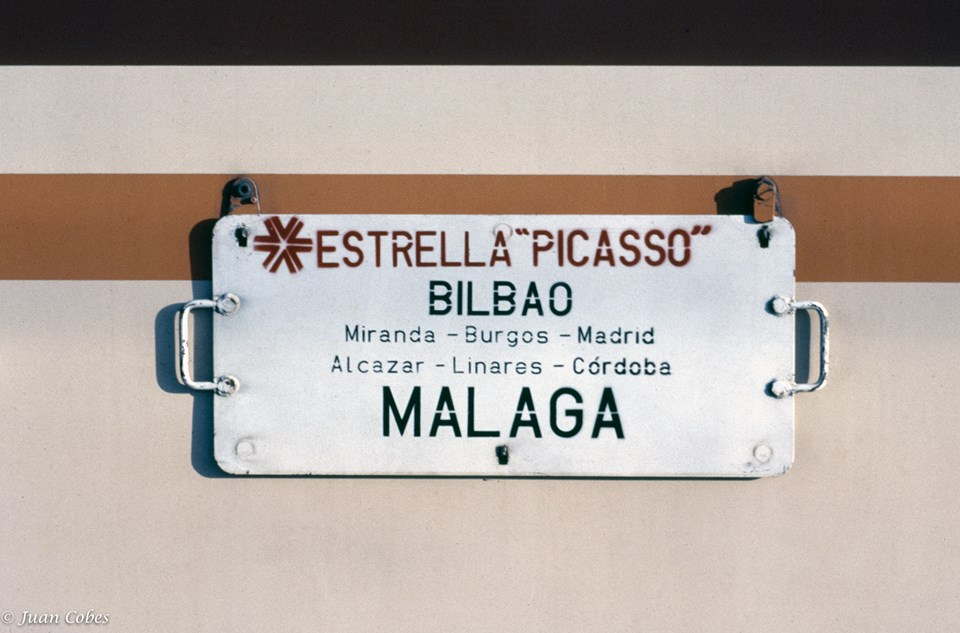 ESTRELLA "PICASSO"
BILBAO
Miranda - Burgos - Madrid
Alcazar - Linares - Córdoba
MALAGA
© Juan Cobes